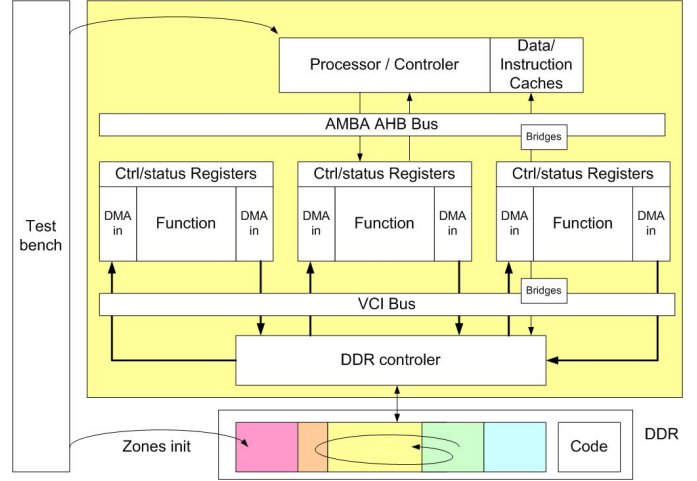 Test
bench
Processor / Controler
Data/
Instruction
Caches
AMBA AHB Bus
Bridges
Ctrl/status Registers
DMA
in
Function
DMA
in
Ctrl/status Registers
DMA
in
Function
DMA
in
Ctrl/status Registers
DMA
in
Function
DMA
in
Bridges
VCI Bus
DDR controler
Zones init
Code
DDR